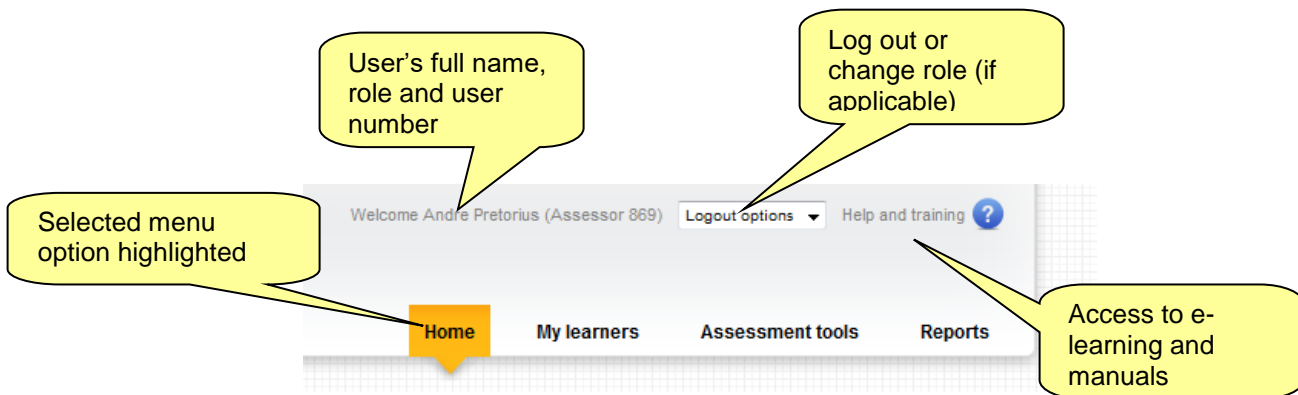 User's full name,
role and user
number
Log out or
change role (if
applicable)
Selected menu
option highlighted
Welcome Andre Pretorius (Assessor 869) Logout options Help and training ?
Home My learners Assessment tools Reports
Access to e-
learning and
manuals